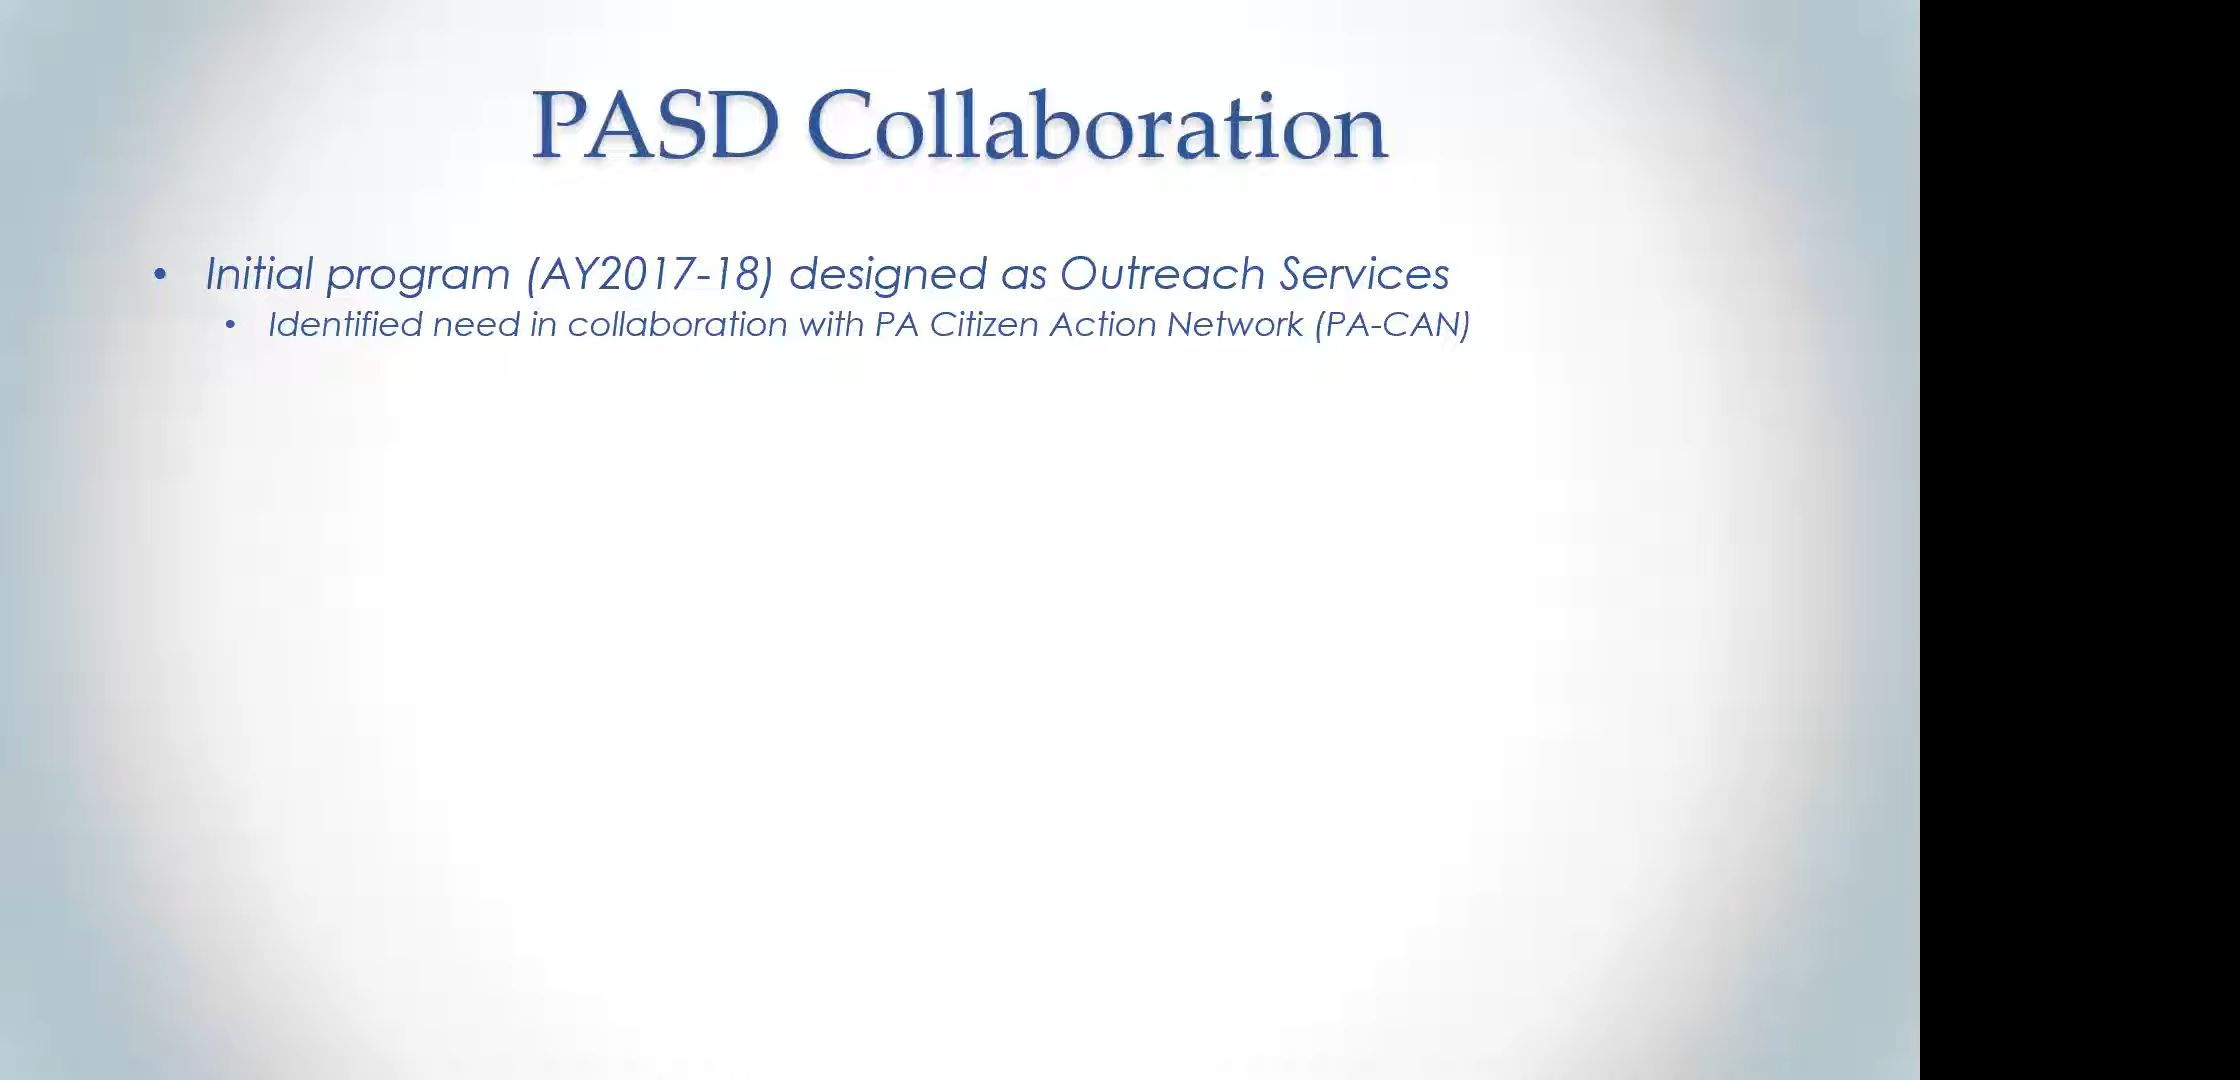 PASD Collaboration
• Initial program (AY2017-18) designed as Outreach Services
• Identified need in collaboration with PA Citizen Action Network (PA-CAN)